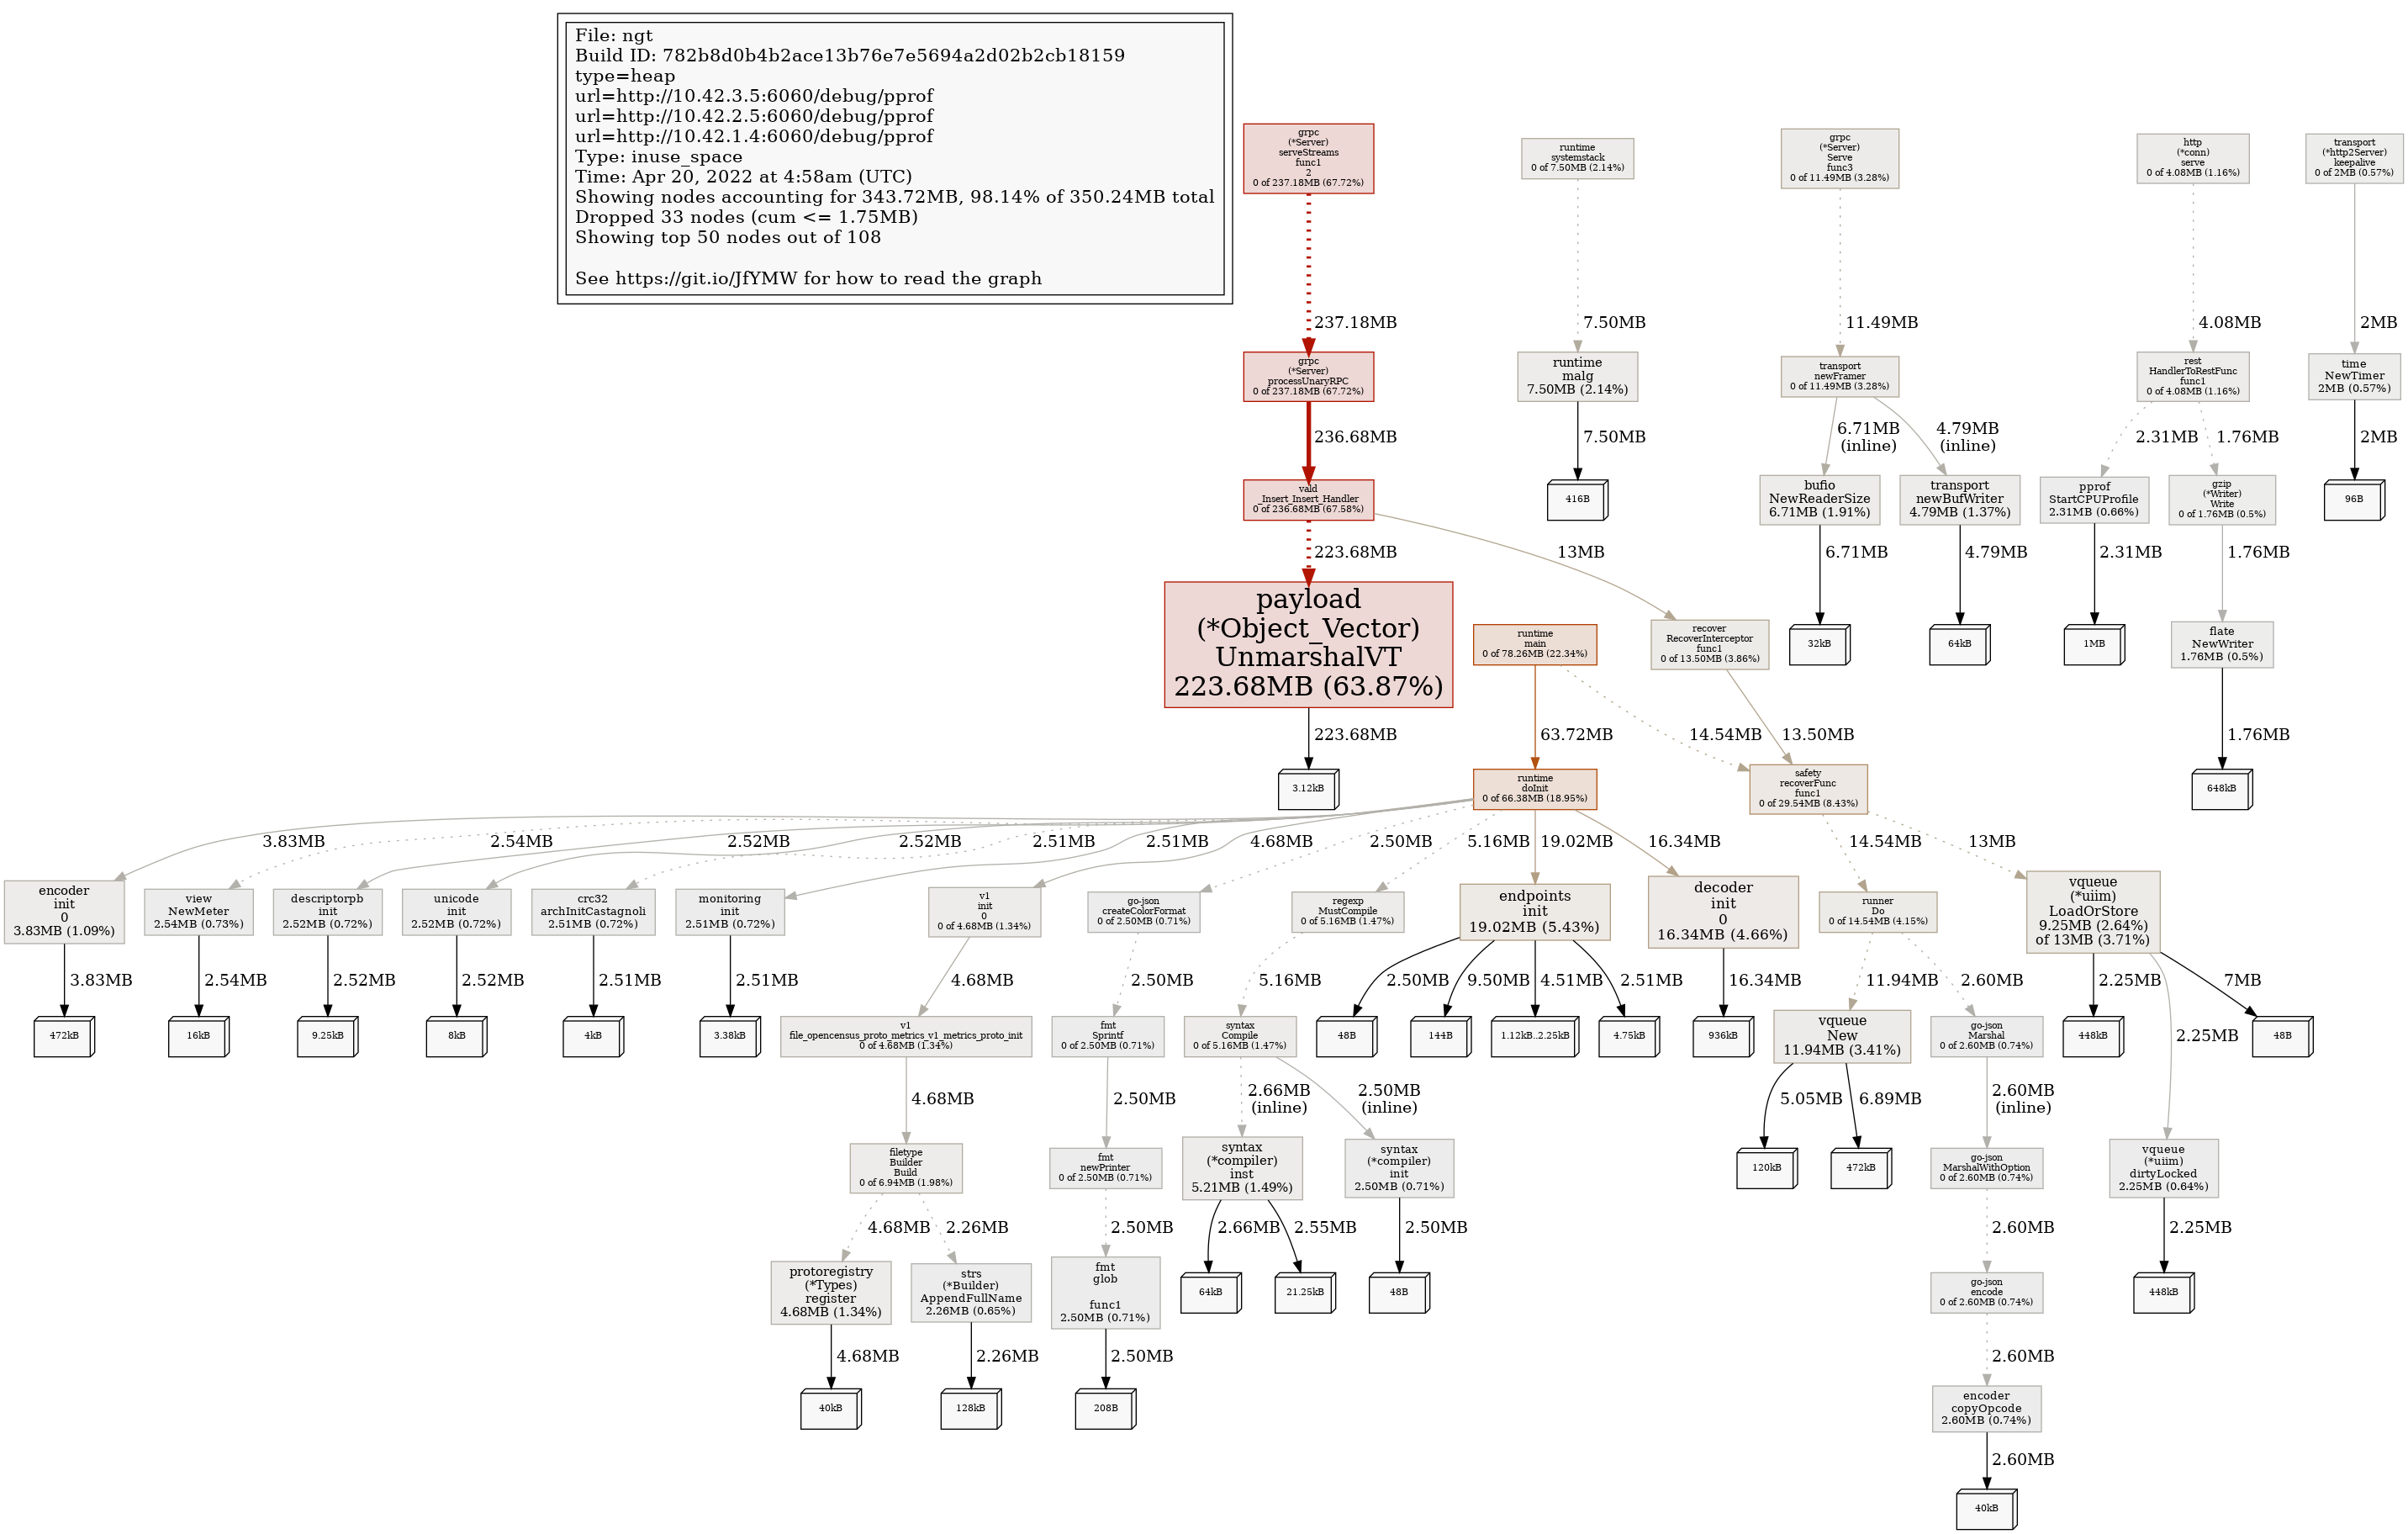 File: ngt
Build ID: 782b8d0b4b2ace13b76e7e5694a2d02b2cb18159
type=heap
url=http://10.42.3.5:6060/debug/pprof
url=http://10.42.2.5:6060/debug/pprof
url=http://10.42.1.4:6060/debug/pprof
Type: inuse_space
Time: Apr 20, 2022 at 4:58am (UTC)
Showing nodes accounting for 343.72MB, 98.14% of 350.24MB total
Dropped 33 nodes (cum <= 1.75MB)
Showing top 50 nodes out of 108
See https://git.io/JfYMW for how to read the graph
grpc
(*Server)
serveStreams
func1
2
0 of 237.18MB (67.72%)
runtime
systemstack
0 of 7.50MB (2.14%)
grpc
(*Server)
Serve
func3
0 of 11.49MB (3.28%)
http
(*conn)
serve
0 of 4.08MB (1.16%)
transport
(*http2Server)
keepalive
0 of 2MB (0.57%)
237.18MB
7.50MB
11.49MB
4.08MB
2MB
grpc
(*Server)
processUnaryRPC
0 of 237.18MB (67.72%)
runtime
malg
7.50MB (2.14%)
transport
newFramer
0 of 11.49MB (3.28%)
rest
HandlerToRestFunc
func1
0 of 4.08MB (1.16%)
time
NewTimer
2MB (0.57%)
236.68MB
7.50MB
6.71MB
(inline)
4.79MB
(inline)
2.31MB
1.76MB
2MB
vald
_Insert_Insert_Handler
0 of 236.68MB (67.58%)
416B
bufio
NewReaderSize
6.71MB (1.91%)
transport
newBufWriter
4.79MB (1.37%)
pprof
StartCPUProfile
2.31MB (0.66%)
gzip
(*Writer)
Write
0 of 1.76MB (0.5%)
96B
223.68MB
13MB
6.71MB
4.79MB
2.31MB
1.76MB
payload
(*Object_Vector)
UnmarshalVT
223.68MB (63.87%)
runtime
main
0 of 78.26MB (22.34%)
recover
RecoverInterceptor
func1
0 of 13.50MB (3.86%)
32kB
64kB
1MB
flate
NewWriter
1.76MB (0.5%)
223.68MB
63.72MB
14.54MB
13.50MB
1.76MB
3.12kB
runtime
doInit
0 of 66.38MB (18.95%)
safety
recoverFunc
func1
0 of 29.54MB (8.43%)
648kB
3.83MB
2.54MB
2.52MB
2.52MB
2.51MB
2.51MB
4.68MB
2.50MB
5.16MB
19.02MB
16.34MB
14.54MB
13MB
encoder
init
0
3.83MB (1.09%)
view
NewMeter
2.54MB (0.73%)
descriptorpb
init
2.52MB (0.72%)
unicode
init
2.52MB (0.72%)
crc32
archInitCastagnoli
2.51MB (0.72%)
monitoring
init
2.51MB (0.72%)
v1
init
0
0 of 4.68MB (1.34%)
go-json
createColorFormat
0 of 2.50MB (0.71%)
regexp
MustCompile
0 of 5.16MB (1.47%)
endpoints
init
19.02MB (5.43%)
decoder
init
0
16.34MB (4.66%)
runner
Do
0 of 14.54MB (4.15%)
vqueue
(*uiim)
LoadOrStore
9.25MB (2.64%)
of 13MB (3.71%)
3.83MB
2.54MB
2.52MB
2.52MB
2.51MB
2.51MB
4.68MB
2.50MB
5.16MB
2.50MB
9.50MB
4.51MB
2.51MB
16.34MB
11.94MB
2.60MB
2.25MB
7MB
472kB
16kB
9.25kB
8kB
4kB
3.38kB
v1
file_opencensus_proto_metrics_v1_metrics_proto_init
0 of 4.68MB (1.34%)
fmt
Sprintf
0 of 2.50MB (0.71%)
syntax
Compile
0 of 5.16MB (1.47%)
48B
144B
1.12kB..2.25kB
4.75kB
936kB
vqueue
New
11.94MB (3.41%)
go-json
Marshal
0 of 2.60MB (0.74%)
448kB
2.25MB
48B
4.68MB
2.50MB
2.66MB
(inline)
2.50MB
(inline)
5.05MB
6.89MB
2.60MB
(inline)
filetype
Builder
Build
0 of 6.94MB (1.98%)
fmt
newPrinter
0 of 2.50MB (0.71%)
syntax
(*compiler)
inst
5.21MB (1.49%)
syntax
(*compiler)
init
2.50MB (0.71%)
120kB
472kB
go-json
MarshalWithOption
0 of 2.60MB (0.74%)
vqueue
(*uiim)
dirtyLocked
2.25MB (0.64%)
4.68MB
2.26MB
2.50MB
2.66MB
2.55MB
2.50MB
2.60MB
2.25MB
protoregistry
(*Types)
register
4.68MB (1.34%)
strs
(*Builder)
AppendFullName
2.26MB (0.65%)
fmt
glob
func1
2.50MB (0.71%)
64kB
21.25kB
48B
go-json
encode
0 of 2.60MB (0.74%)
448kB
4.68MB
2.26MB
2.50MB
2.60MB
40kB
128kB
208B
encoder
copyOpcode
2.60MB (0.74%)
2.60MB
40kB